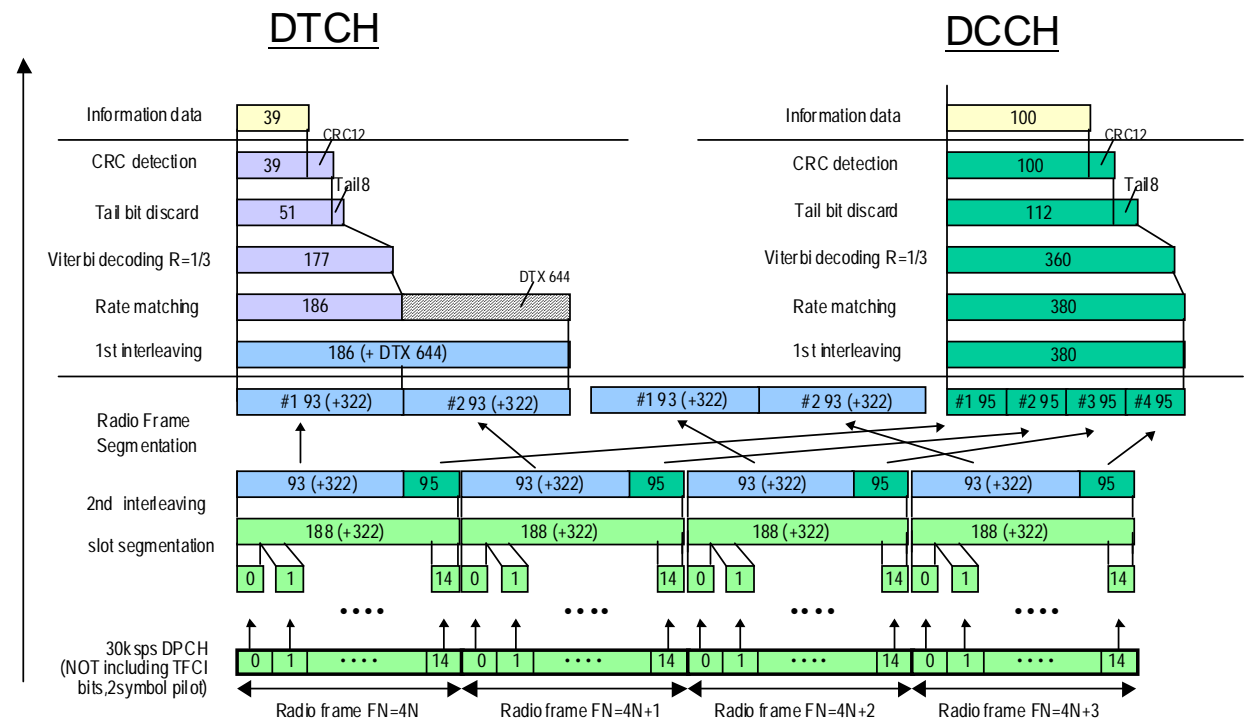 DTCH DCCH
Information data 39 Information data 100
CRC12 CRC12
CRC detection 39 CRC detection 100
Tail8 Tail8
Tail bit discard 51 Tail bit discard 112
Viterbi decoding R=1/3 177 Viterbi decoding R=1/3 360
DTX 644
Rate matching 186 Rate matching 380
1st interleaving 186 (+ DTX 644) 1st interleaving 380
#1 93 (+322) #2 93 (+322) #1 93 (+322) #2 93 (+322) #1 95 #2 95 #3 95 #4 95
Radio Frame
Segmentation
93 (+322) 95 93 (+322) 95 93 (+322) 95 93 (+322) 95
2nd interleaving
188 (+322) 188 (+322) 188 (+322) 188 (+322)
slot segmentation
0 1 14 0 1 14 0 1 14 0 1 14
•••• •••• •••• ••••
30ksps DPCH
(NOT including TFCI
bits,2symbol pilot)
0 1 •••• 14 0 1 •••• 14 0 1 •••• 14 0 1 •••• 14
Radio frame FN=4N Radio frame FN=4N+1 Radio frame FN=4N+2 Radio frame FN=4N+3